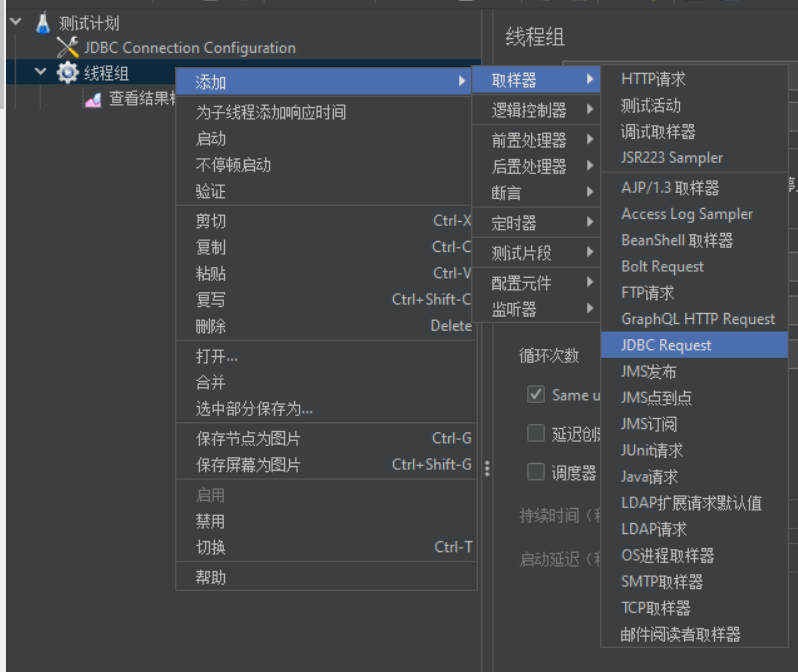 测试计划
JDBC Connection Configuration
线程组
查看结果
线程组
添加
为子线程添加响应时间
启动
不停顿启动
验证
剪切 Ctrl-X
复制 Ctrl-C
粘贴 Ctrl-V
复写 Ctrl+Shift-C
删除 Delete
打开...
合并
选中部分保存为...
保存节点为图片 Ctrl-G
保存屏幕为图片 Ctrl+Shift-G
启用
禁用
切换 Ctrl-T
帮助
取样器
逻辑控制器
前置处理器
后置处理器
断言
定时器
测试片段
配置元件
监听器
循环次数
Same u
延迟创
调度器
持续时间
启动延迟
HTTP请求
测试活动
调试取样器
JSR223 Sampler
AJP/1.3 取样器
Access Log Sampler
BeanShell 取样器
Bolt Request
FTP请求
GraphQL HTTP Request
JDBC Request
JMS发布
JMS点到点
JMS订阅
JUnit请求
Java请求
LDAP扩展请求默认值
LDAP请求
OS进程取样器
SMTP取样器
TCP取样器
邮件阅读者取样器